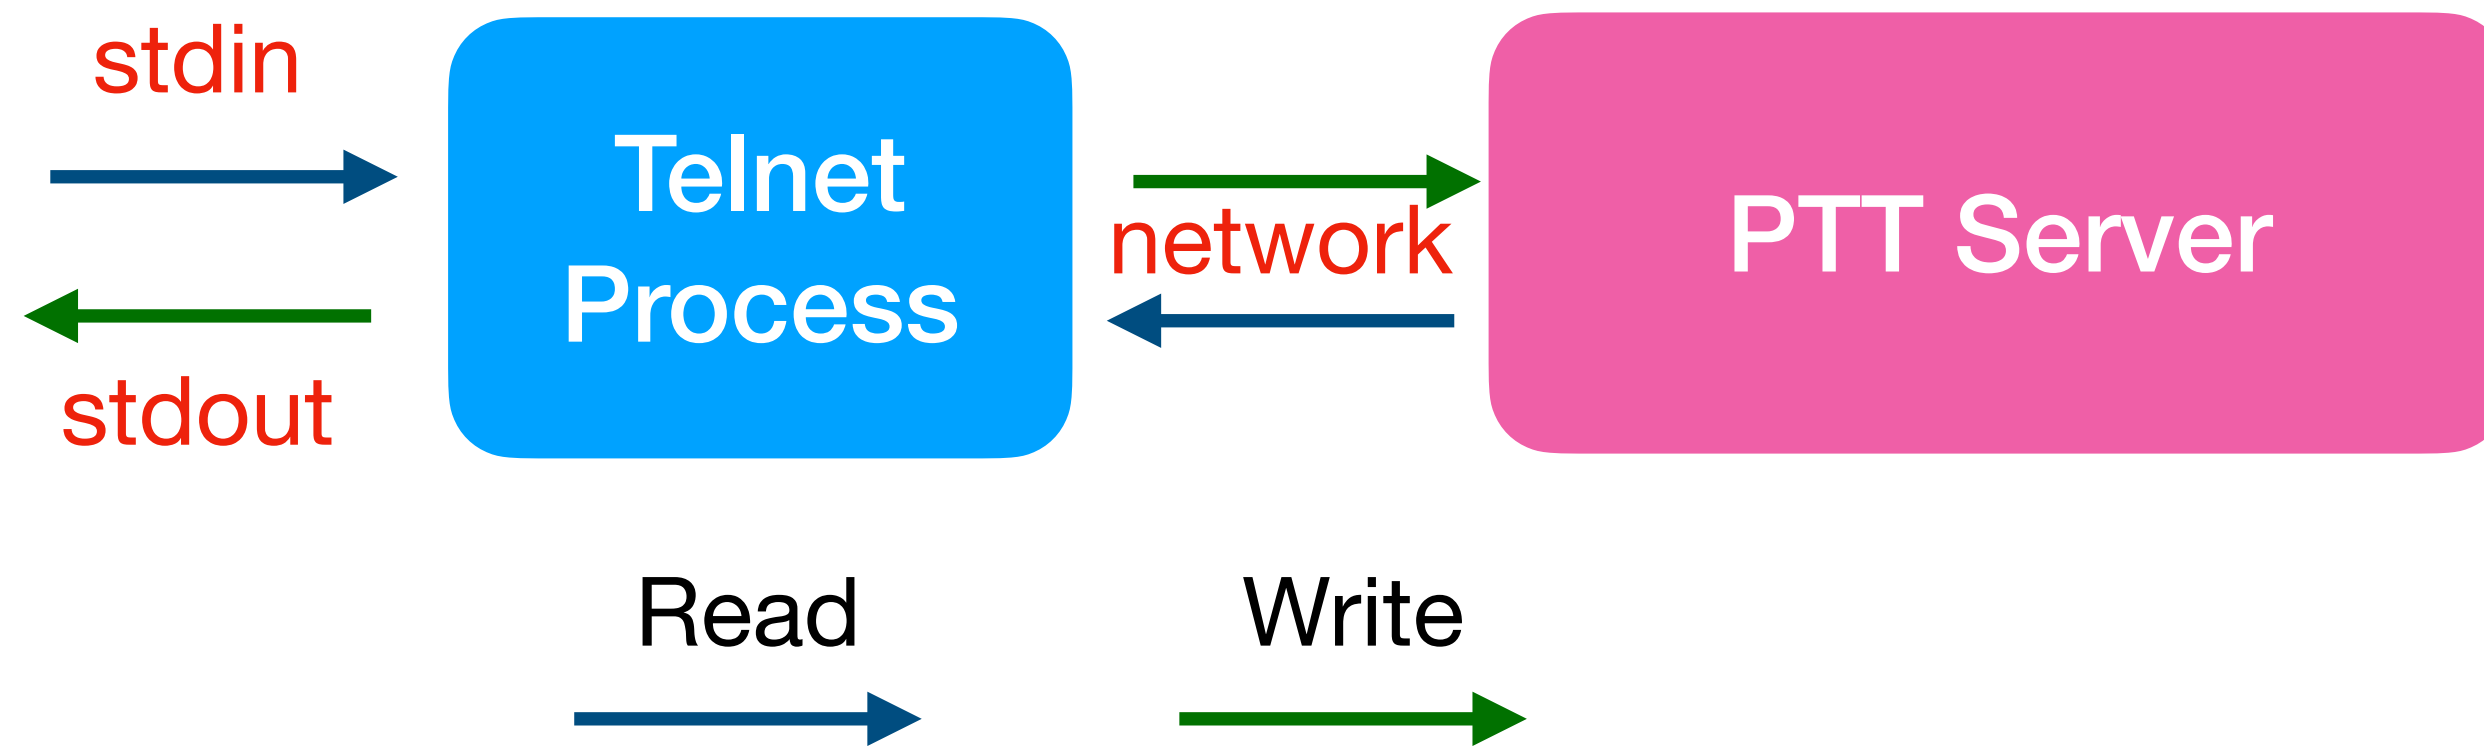 stdin
stdout
Telnet
Process
network
PTT Server
Read
Write